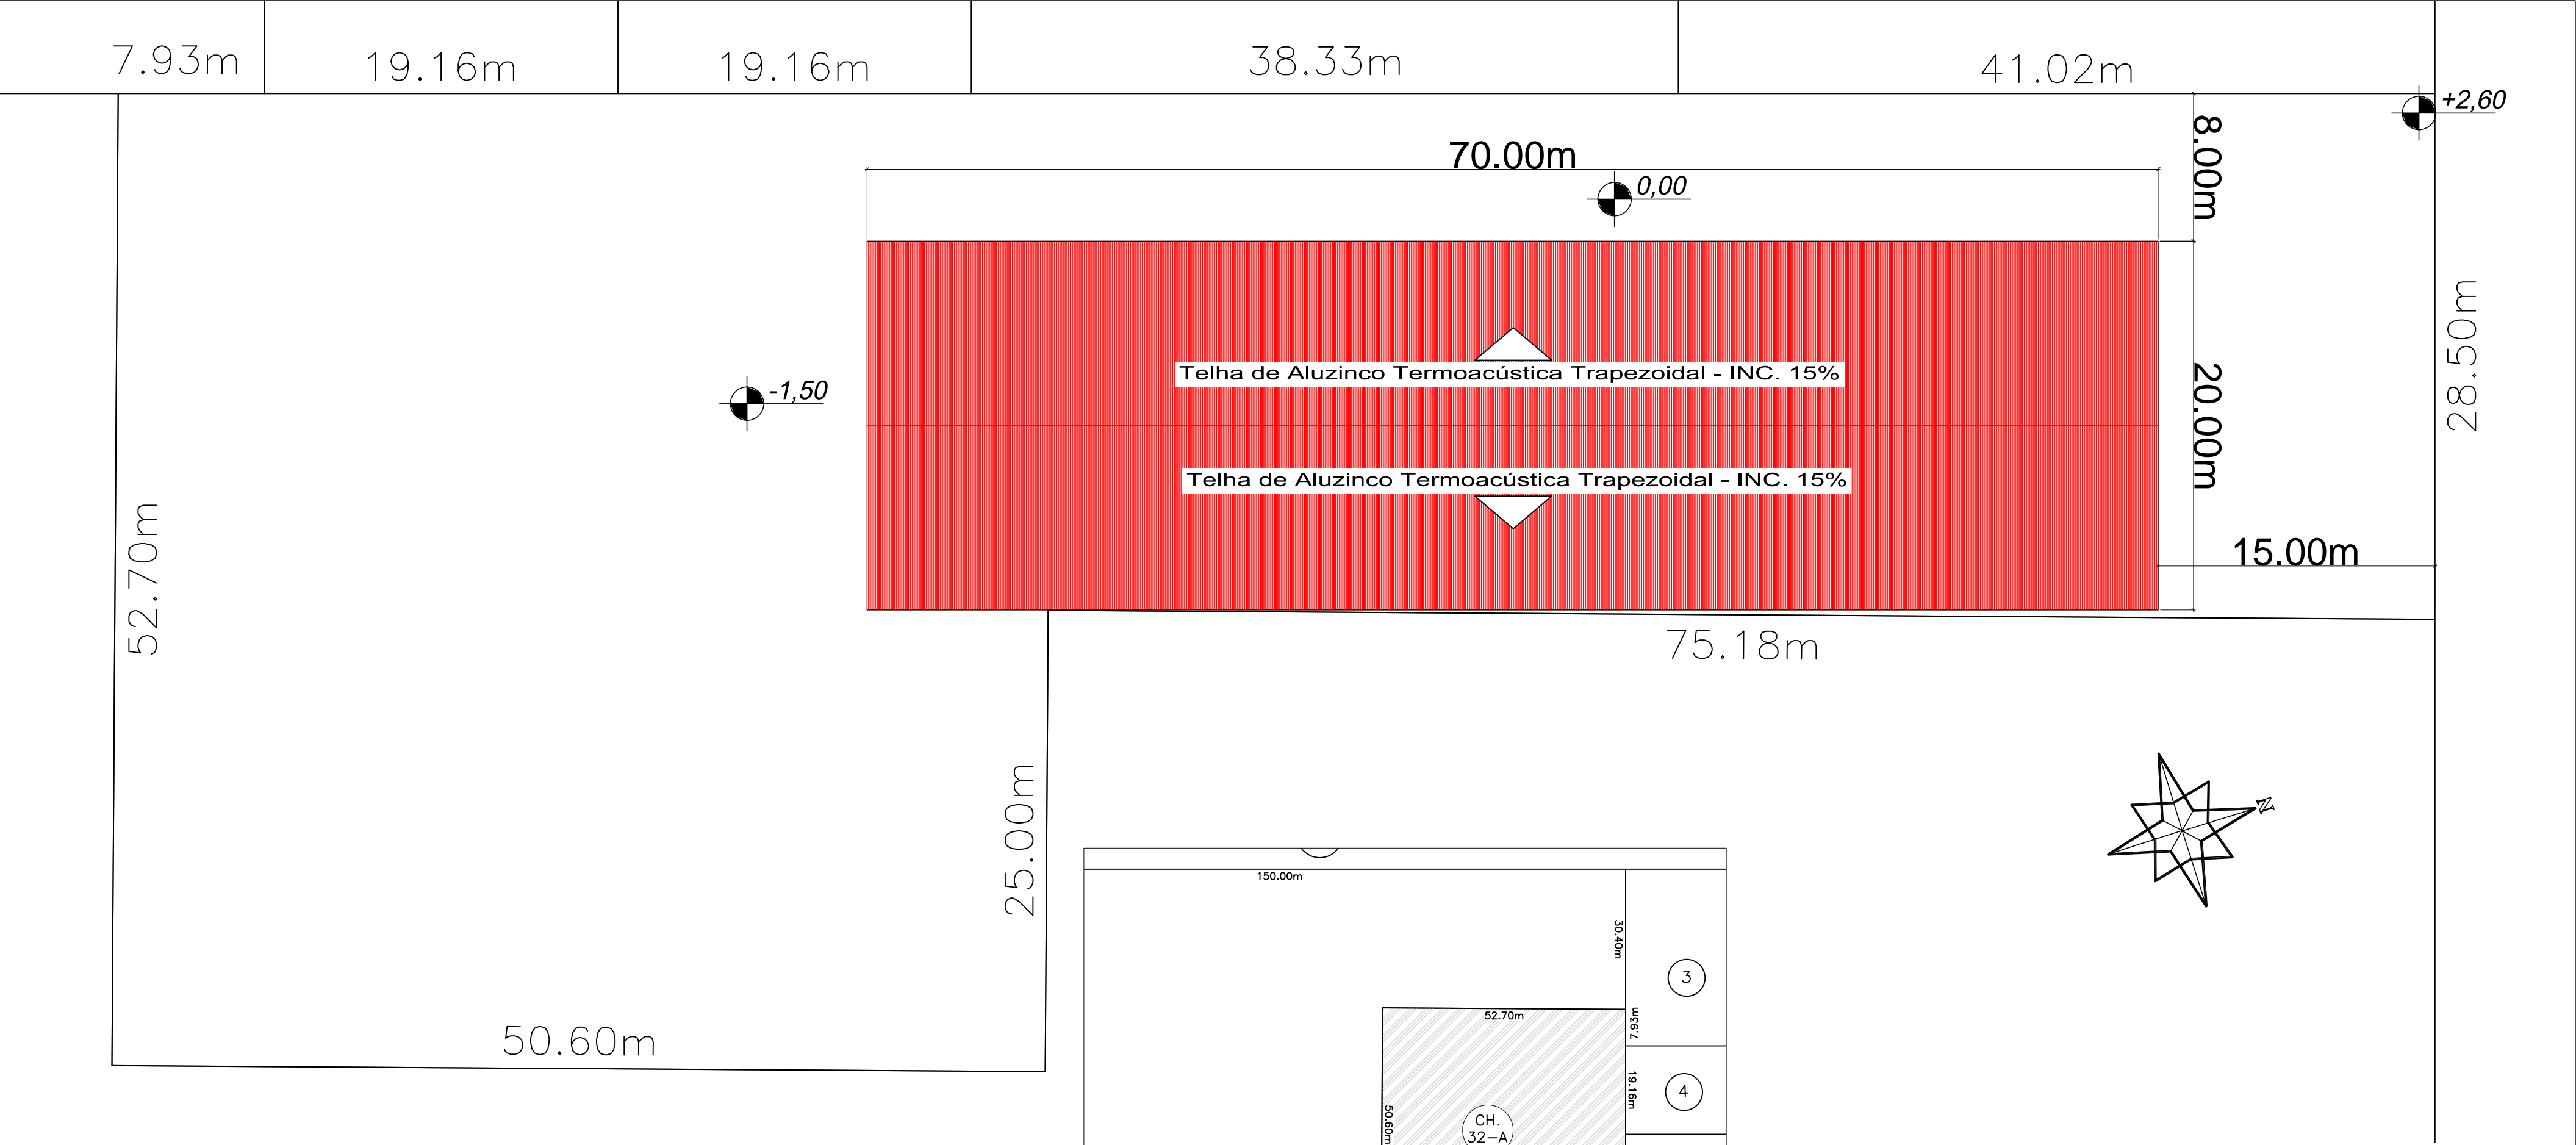 7.93m
19.16m
19.16m
38.33m
41.02m
+2,60
8.00m
70.00m
0,00
28.50m
Telha de Aluzinco Termoacústica Trapezoidal - INC. 15%
-1,50
20.00m
Telha de Aluzinco Termoacústica Trapezoidal - INC. 15%
15.00m
52.70m
75.18m
25.00m
N
150.00m
30.40m
3
52.70m
7.93m
50.60m
19.16m
4
50.60m
CH.
32-A